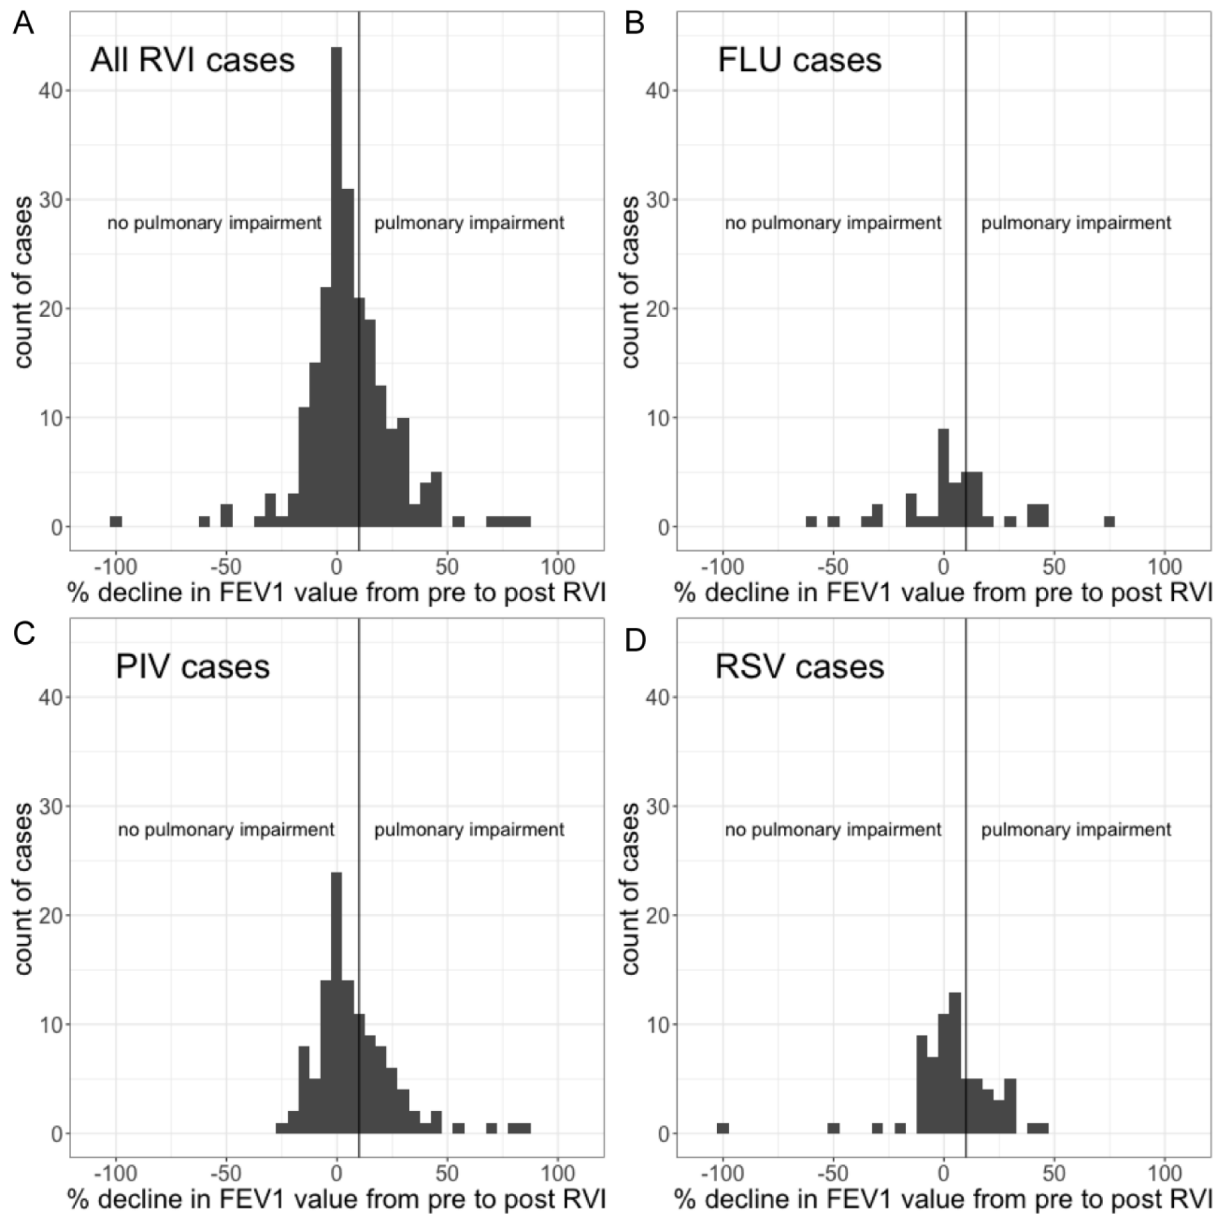 A
All RVI cases
count of cases
40
30
20
10
0
no pulmonary impairment
pulmonary impairment
-100
-50
0
50
100
% decline in FEV1 value from pre to post RVI
B
FLU cases
count of cases
40
30
20
10
0
no pulmonary impairment
pulmonary impairment
-100
-50
0
50
100
% decline in FEV1 value from pre to post RVI
C
PIV cases
count of cases
40
30
20
10
0
no pulmonary impairment
pulmonary impairment
-100
-50
0
50
100
% decline in FEV1 value from pre to post RVI
D
RSV cases
count of cases
40
30
20
10
0
no pulmonary impairment
pulmonary impairment
-100
-50
0
50
100
% decline in FEV1 value from pre to post RVI